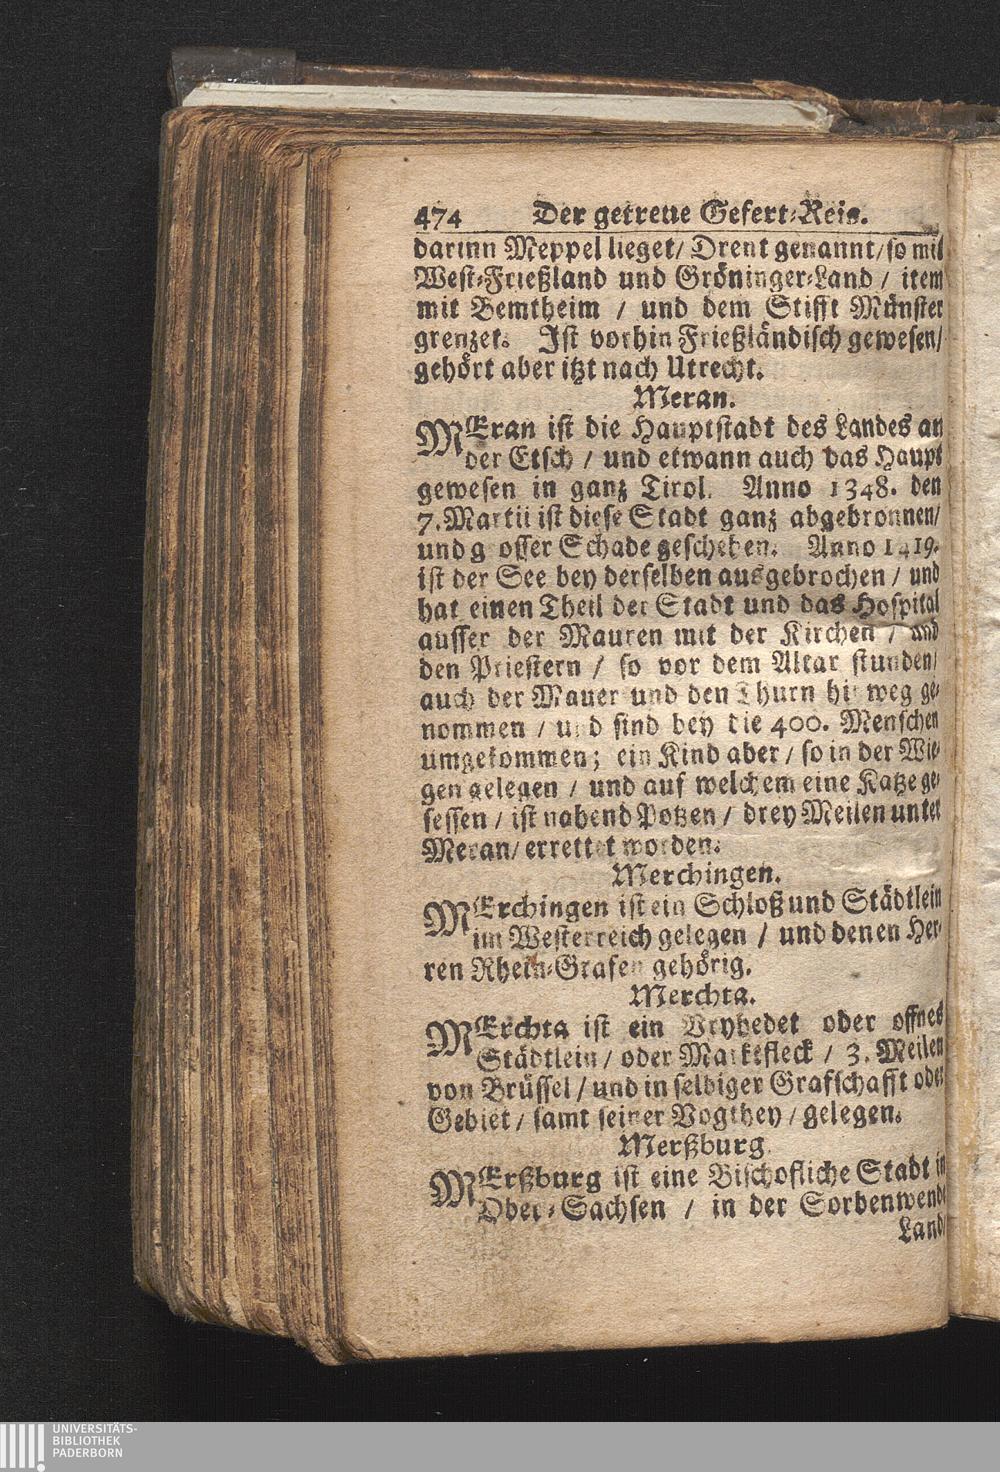 474 Der getreue Gefert-Reis.
darinn Meppel lieget/ Drent genannt/ so mit
West-Frießland und Gröninger-Land / item
mit Bemtheim / und dem Stifft Münster
grenzet. Ist vorhin Frießländisch gewesen/
gehört aber itzt nach Utrecht.
Meran.
MEran ist die Hauptstadt des Landes an
der Etsch / und etwann auch das Haupt
gewesen in ganz Tirol. Anno 1348. den
7. Martii ist diese Stadt ganz abgebronnen/
und grosser Schade geschehen. Anno 1419.
ist der See bey derselben ausgebrochen / und
hat einen Theil der Stadt und das Hospital
ausser der Mauren mit der Kirchen / und
den Priestern / so vor dem Altar stunden/
auch der Mauer und den Thurn hinweg ge-
nommen / und sind bey die 400. Menschen
umgekommen; ein Kind aber / so in der Wie-
gen gelegen / und auf welchem eine Katze ge-
sessen / ist nahend Potzen / drey Meilen unter
Meran/ errettet worden.
Merchingen.
MErchingen ist ein Schloß und Städtlein
im Westerreich gelegen / und denen Her-
ren Rhein-Grafen gehörig.
Merchta.
MErchta ist ein Vryhedet oder offnes
Städtlein / oder Marktfleck / 3. Meilen
von Brüssel / und in selbiger Grafschafft oder
Gebiet / samt seiner Vogthey / gelegen.
Merßburg.
MErßburg ist eine Bischofliche Stadt in
Ober-Sachsen / in der Sorbenwende
Land
UNIVERSITÄTS-
BIBLIOTHEK
PADERBORN